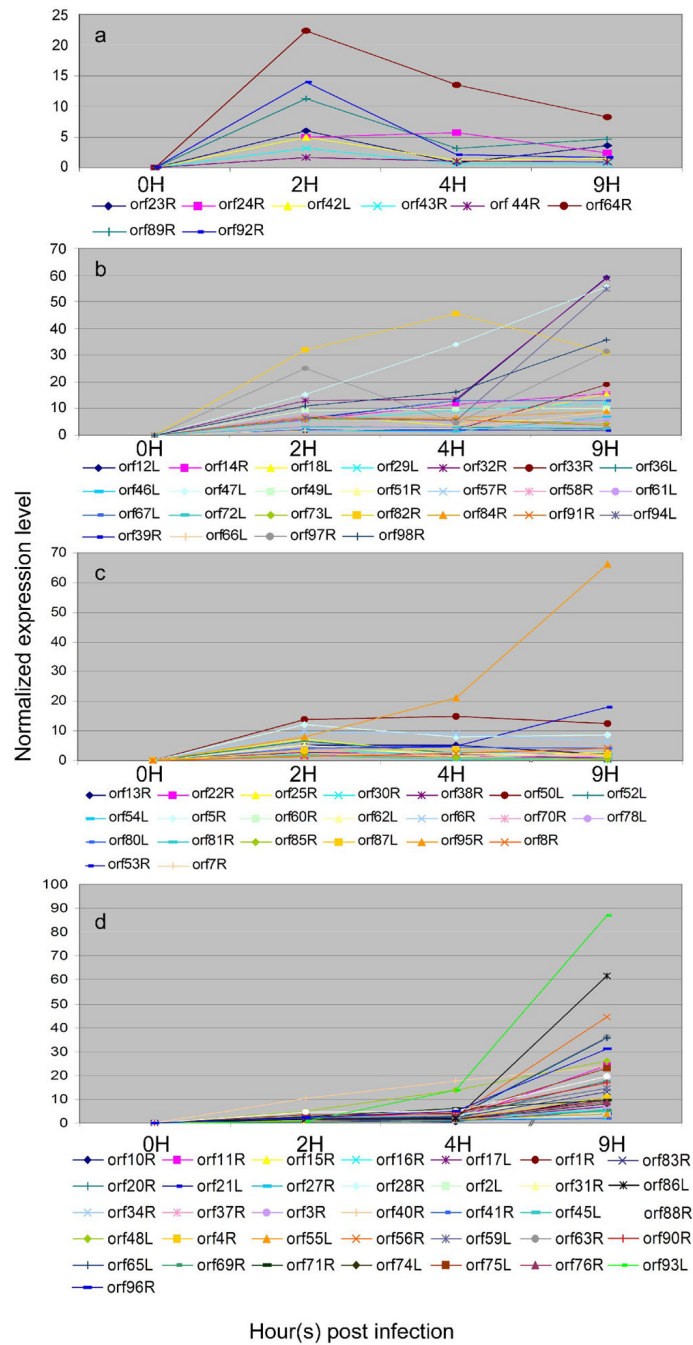 Normalized expression level
a
25
20
15
10
5
0
0H 2H 4H 9H
orf23R orf24R orf42L orf43R orf 44R orf64R
orf89R orf92R
b
70
60
50
40
30
20
10
0
0H 2H 4H 9H
orf12L orf14R orf18L orf29L orf32R orf33R orf36L
orf46L orf47L orf49L orf51R orf57R orf58R orf61L
orf67L orf72L orf73L orf82R orf84R orf91R orf94L
orf39R orf66L orf97R orf98R
c
70
60
50
40
30
20
10
0
0H 2H 4H 9H
orf13R orf22R orf25R orf30R orf38R orf50L orf52L
orf54L orf5R orf60R orf62L orf6R orf70R orf78L
orf80L orf81R orf85R orf87L orf95R orf8R
orf53R orf7R
d
100
90
80
70
60
50
40
30
20
10
0
0H 2H 4H // 9H
orf10R orf11R orf15R orf16R orf17L orf1R orf83R
orf20R orf21L orf27R orf28R orf2L orf31R orf86L
orf34R orf37R orf3R orf40R orf41R orf45L orf88R
orf48L orf4R orf55L orf56R orf59L orf63R orf90R
orf65L orf69R orf71R orf74L orf75L orf76R orf93L
orf96R
Hour(s) post infection